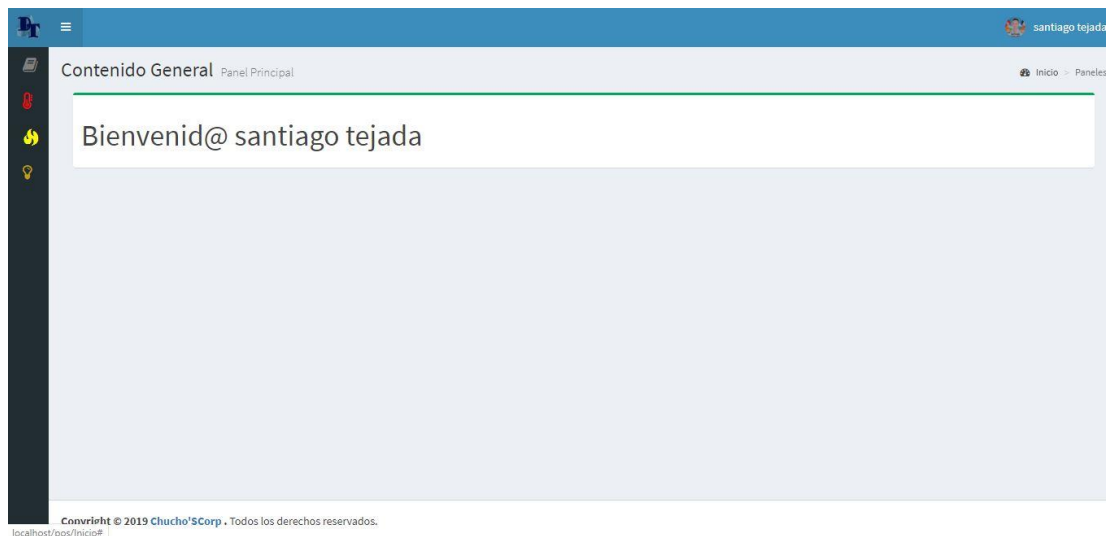 PT
santiago tejada
Contenido General Panel Principal
Inicio > Paneles
Bienvenid@ santiago tejada
Copyright © 2019 Chucho'SCorp . Todos los derechos reservados.
localhost/pos/Inicio#